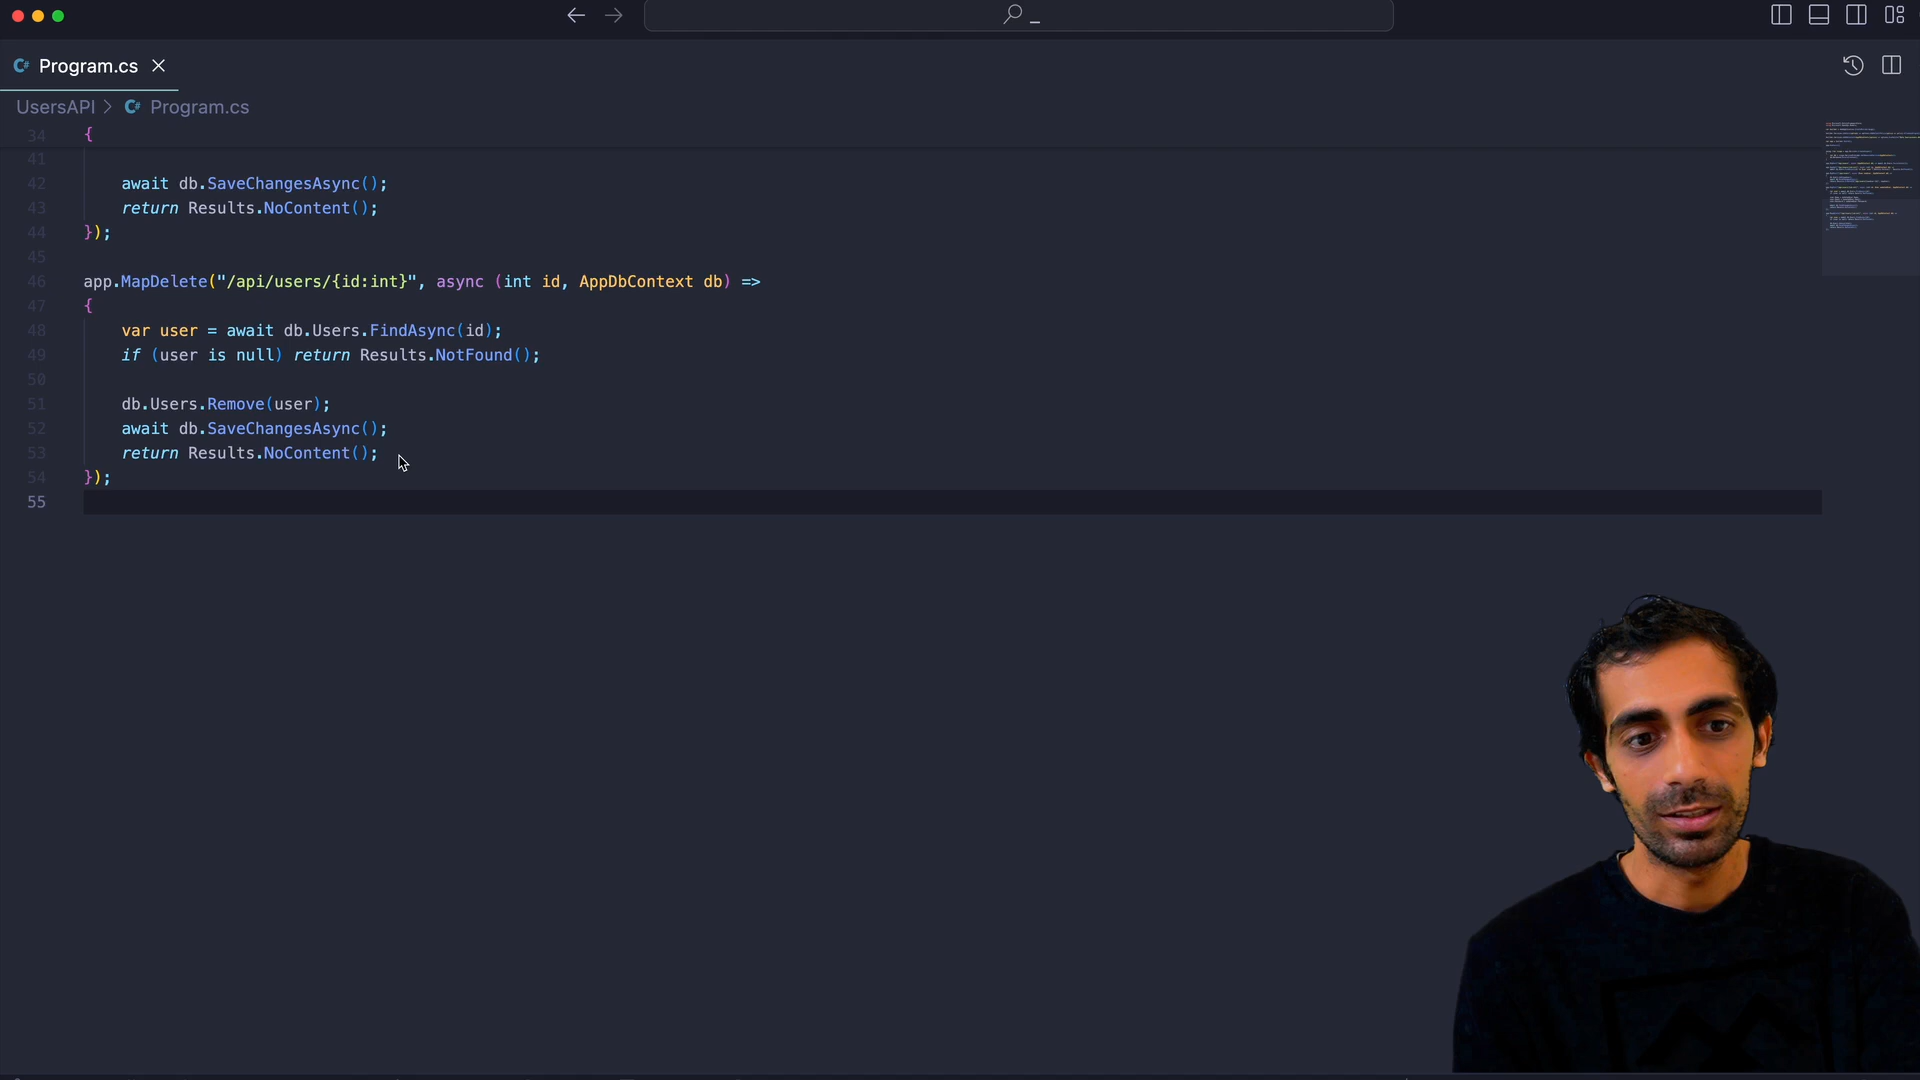 _
C# Program.cs
UsersAPI > C# Program.cs
34 {
41
42 await db.SaveChangesAsync();
43 return Results.NoContent();
44 });
45
46 app.MapDelete("/api/users/{id:int}", async (int id, AppDbContext db) =>
47 {
48 var user = await db.Users.FindAsync(id);
49 if (user is null) return Results.NotFound();
50
51 db.Users.Remove(user);
52 await db.SaveChangesAsync();
53 return Results.NoContent();
54 });
55